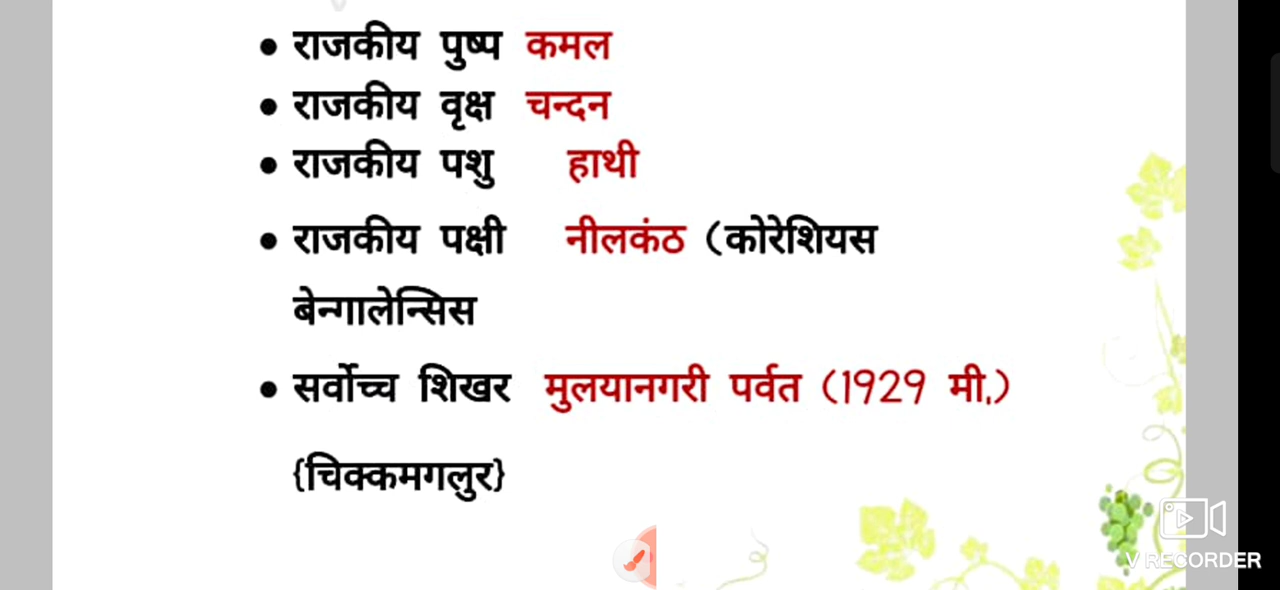 • राजकीय पुष्प कमल
• राजकीय वृक्ष चन्दन
• राजकीय पशु हाथी
• राजकीय पक्षी नीलकंठ (कोरेशियस
बेन्गालेन्सिस
• सर्वोच्च शिखर मुलयानगरी पर्वत (1929 मी.)
{चिक्कमगलुर}
V RECORDER